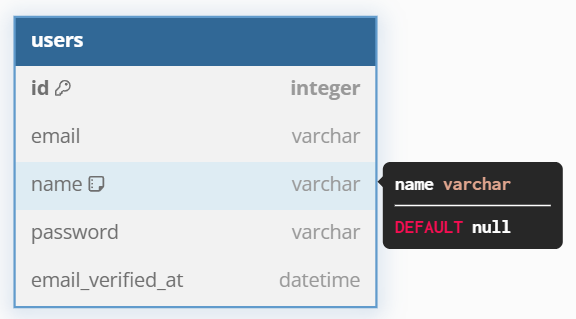 users
id integer
email varchar
name varchar
name varchar
DEFAULT null
password varchar
email_verified_at datetime